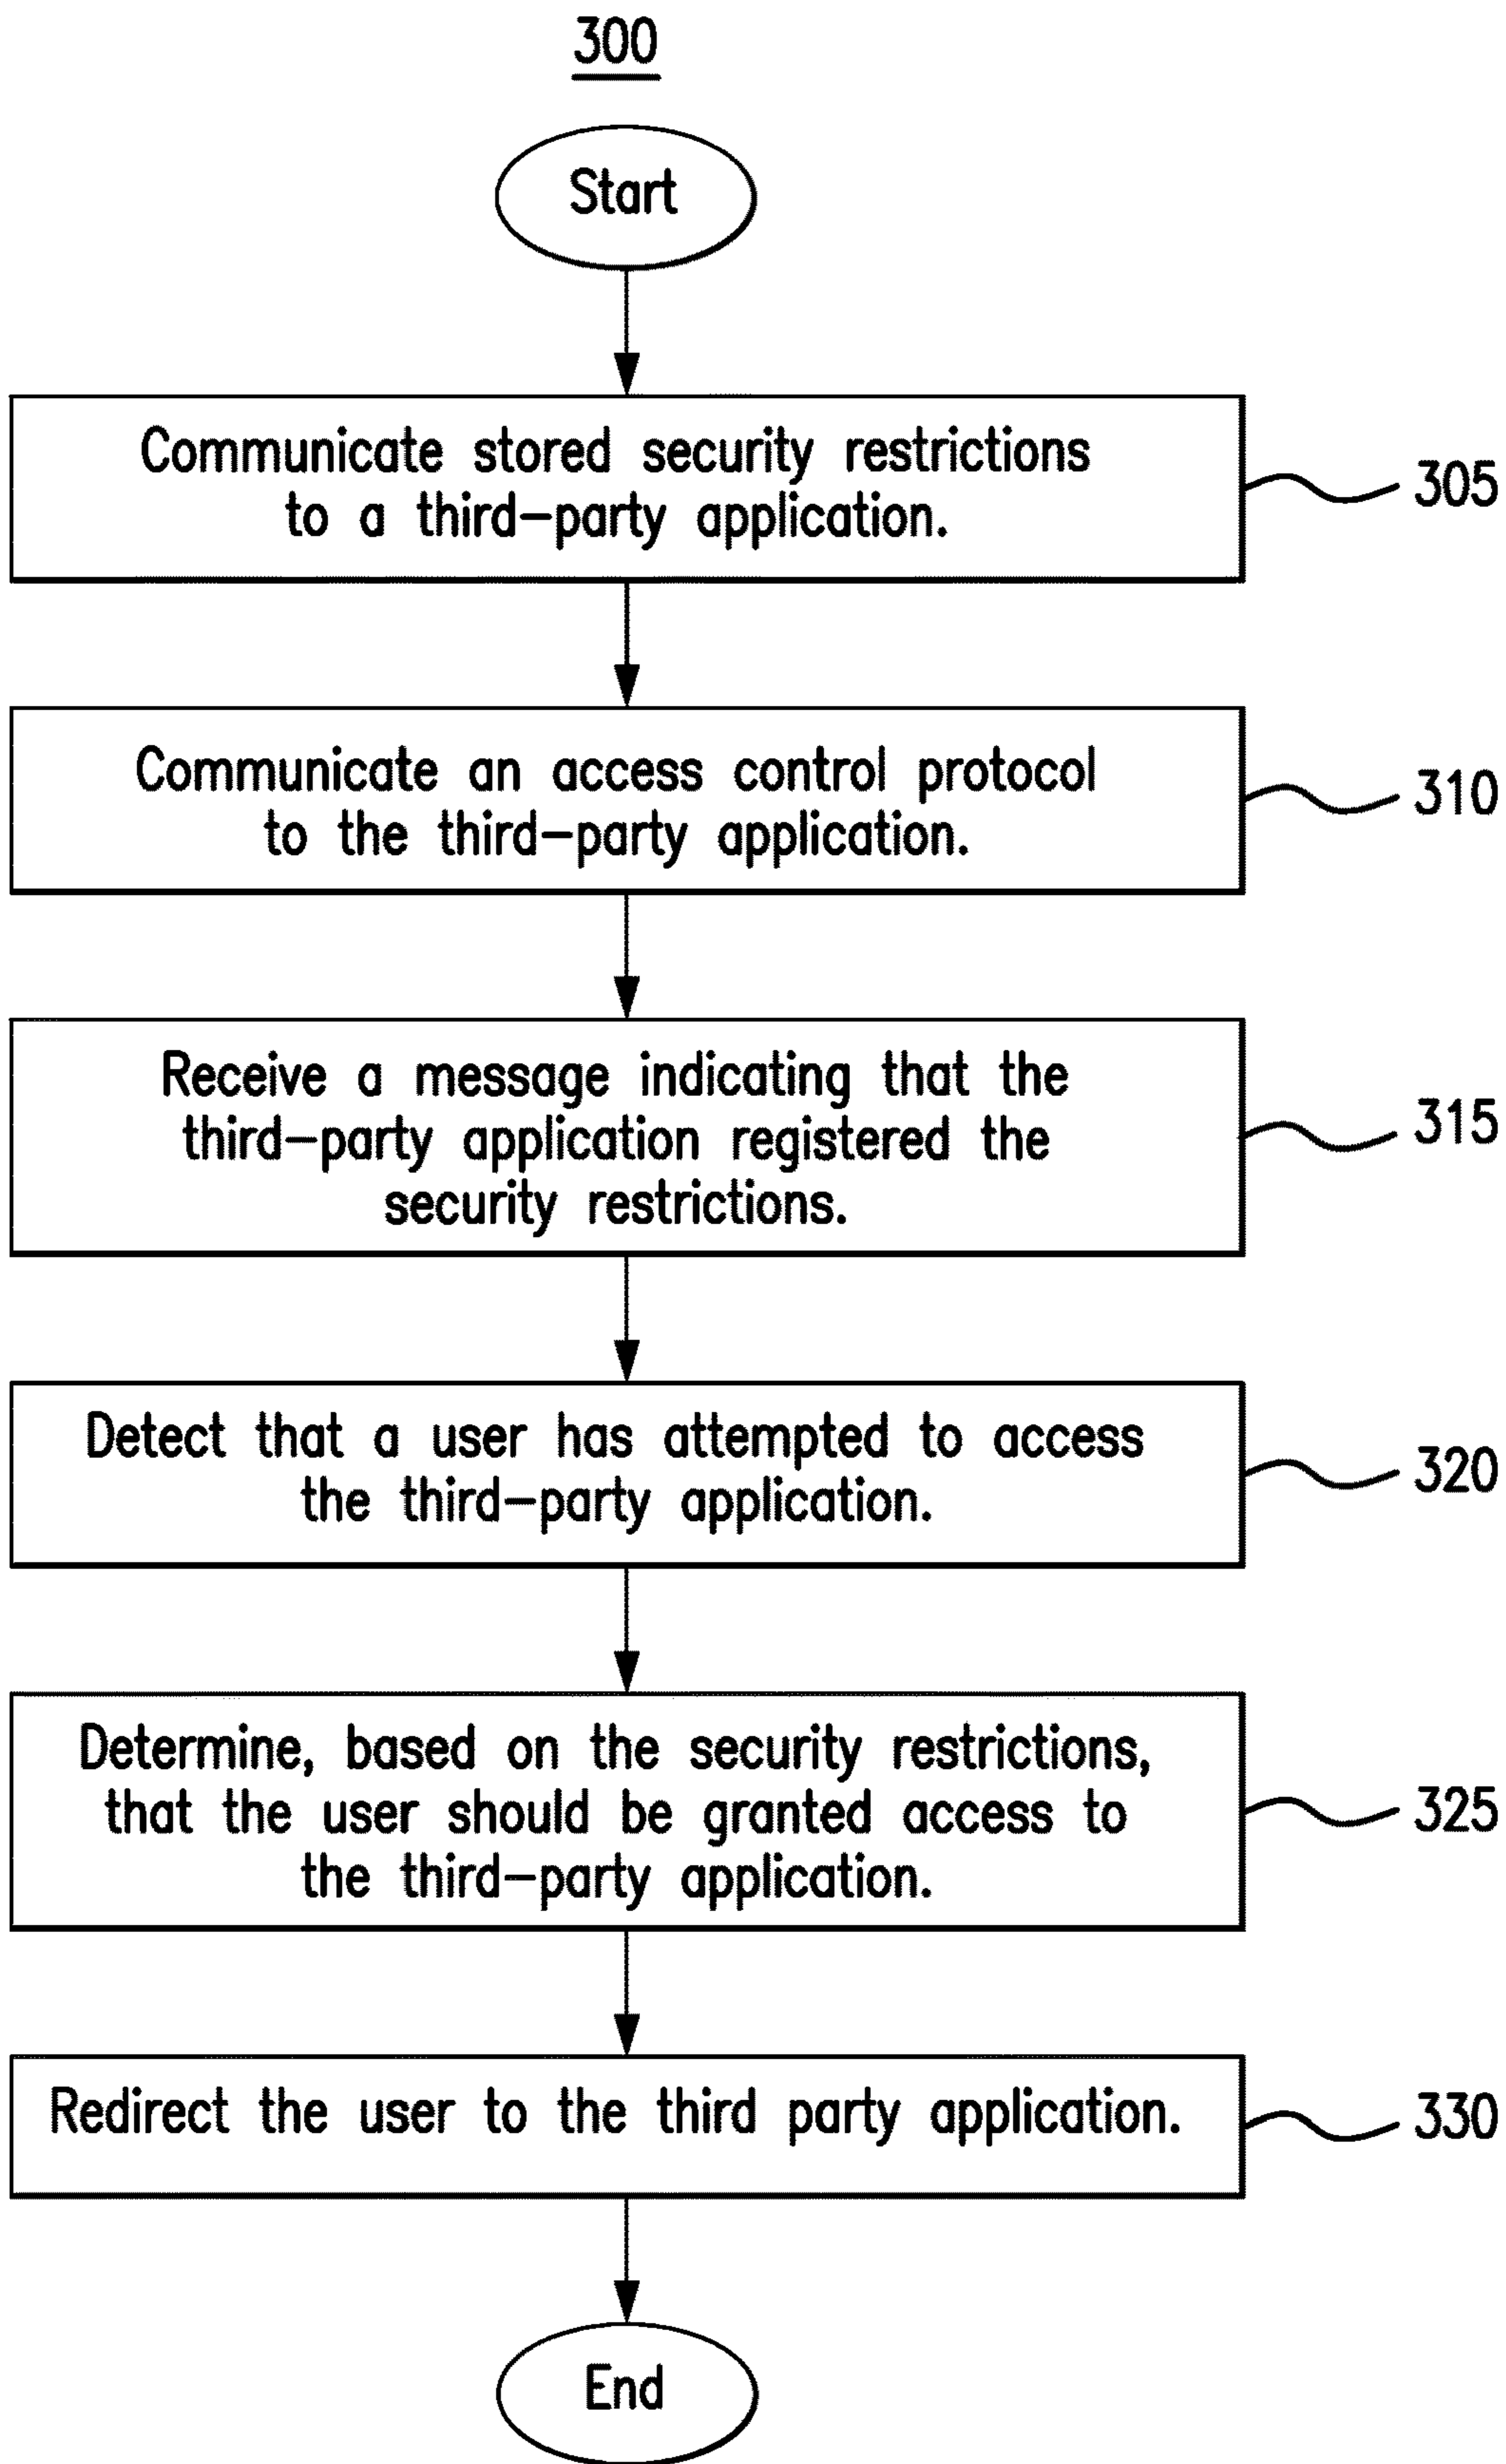 300
Start
Communicate stored security restrictions
to a third-party application.
305
Communicate an access control protocol
to the third-party application.
310
Receive a message indicating that the
third-party application registered the
security restrictions.
315
Detect that a user has attempted to access
the third-party application.
320
Determine, based on the security restrictions,
that the user should be granted access to
the third-party application.
325
Redirect the user to the third party application.
330
End